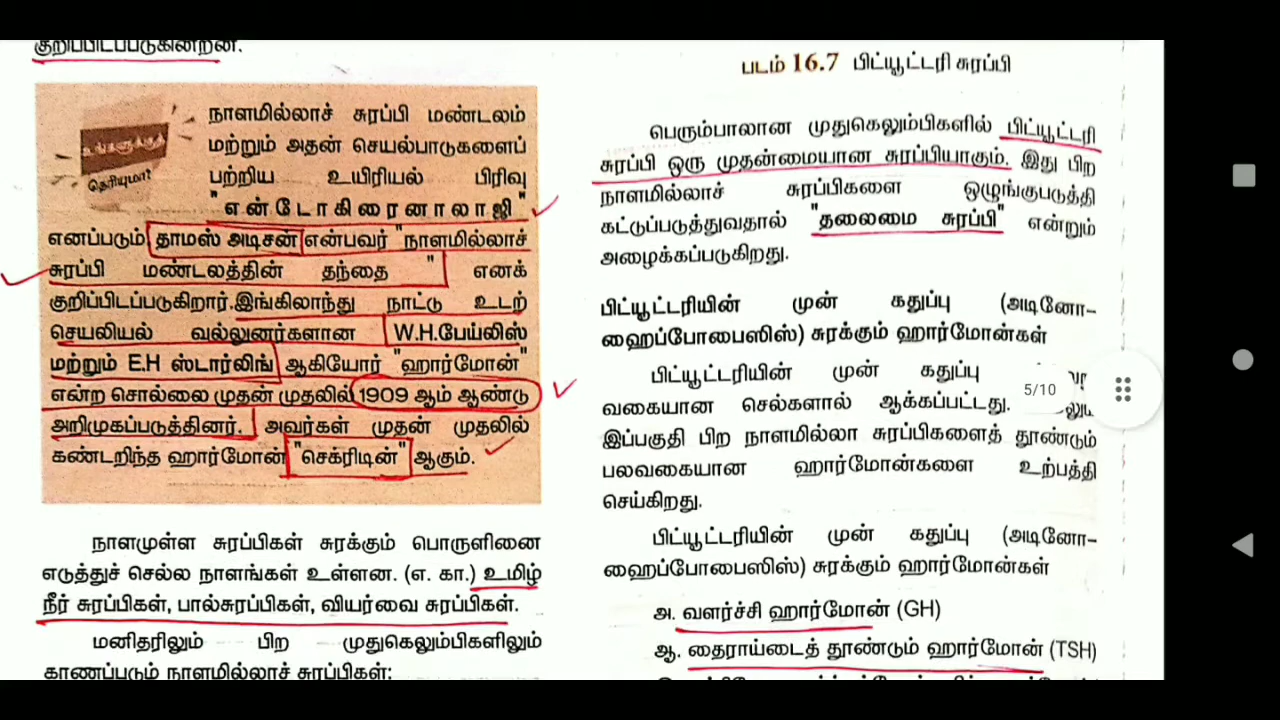 குறிப்பிடப்படுகின்றன.
உங்களுக்குத்
தெரியுமா?
நாளமில்லாச் சுரப்பி மண்டலம்
மற்றும் அதன் செயல்பாடுகளைப்
பற்றிய உயிரியல் பிரிவு
"என்டோகிரைனாலாஜி"
எனப்படும் தாமஸ் அடிசன் என்பவர் "நாளமில்லாச்
சுரப்பி மண்டலத்தின் தந்தை " எனக்
குறிப்பிடப்படுகிறார்.இங்கிலாந்து நாட்டு உடற்
செயலியல் வல்லுனர்களான W.H.பேய்லிஸ்
மற்றும் E.H ஸ்டார்லிங் ஆகியோர் "ஹார்மோன்"
என்ற சொல்லை முதன் முதலில் 1909 ஆம் ஆண்டு
அறிமுகப்படுத்தினர். அவர்கள் முதன் முதலில்
கண்டறிந்த ஹார்மோன் "செக்ரிடின்" ஆகும்.
நாளமுள்ள சுரப்பிகள் சுரக்கும் பொருளினை
எடுத்துச் செல்ல நாளங்கள் உள்ளன. (எ. கா.) உமிழ்
நீர் சுரப்பிகள், பால்சுரப்பிகள், வியர்வை சுரப்பிகள்.
மனிதரிலும் பிற முதுகெலும்பிகளிலும்
காணப்படும் நாளமில்லாச் சுரப்பிகள்:
படம் 16.7 பிட்யூட்டரி சுரப்பி
பெரும்பாலான முதுகெலும்பிகளில் பிட்யூட்டரி
சுரப்பி ஒரு முதன்மையான சுரப்பியாகும். இது பிற
நாளமில்லாச் சுரப்பிகளை ஒழுங்குபடுத்தி
கட்டுப்படுத்துவதால் "தலைமை சுரப்பி" என்றும்
அழைக்கப்படுகிறது.
பிட்யூட்டரியின் முன் கதுப்பு (அடினோ-
ஹைப்போபைஸிஸ்) சுரக்கும் ஹார்மோன்கள்
பிட்யூட்டரியின் முன் கதுப்பு
வகையான செல்களால் ஆக்கப்பட்டது.
5/10
இப்பகுதி பிற நாளமில்லா சுரப்பிகளைத் தூண்டும்
பலவகையான ஹார்மோன்களை உற்பத்தி
செய்கிறது.
பிட்யூட்டரியின் முன் கதுப்பு (அடினோ-
ஹைப்போபைஸிஸ்) சுரக்கும் ஹார்மோன்கள்
அ. வளர்ச்சி ஹார்மோன் (GH)
ஆ. தைராய்டைத் தூண்டும் ஹார்மோன் (TSH)